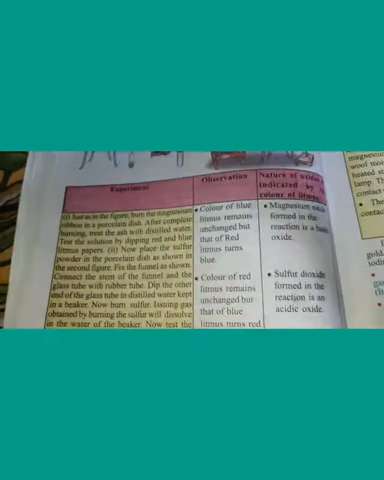 Experiment
Observation
Nature of oxides
indicated by
colour of litmus
(i) Just as in the figure, burn the magnesium
ribbon in a porcelain dish. After complete
burning, treat the ash with distilled water.
Test the solution by dipping red and blue
litmus papers. (ii) Now place the sulfur
powder in the porcelain dish as shown in
the second figure. Fix the funnel as shown.
Connect the stem of the funnel and the
glass tube with rubber tube. Dip the other
end of the glass tube in distilled water kept
in a beaker. Now burn sulfur. Issuing gas
obtained by burning the sulfur will dissolve
in the water of the beaker. Now test the
• Colour of blue
litmus remains
unchanged but
that of Red
litmus turns
blue.
• Colour of red
litmus remains
unchanged but
that of blue
litmus turns red
• Magnesium
formed in the
reaction is a basic
oxide.
• Sulfur dioxide
formed in the
reaction is an
acidic oxide.
magnesium
wool moi
heated st
lamp. T
contact
• The
conta
gold,
iodi